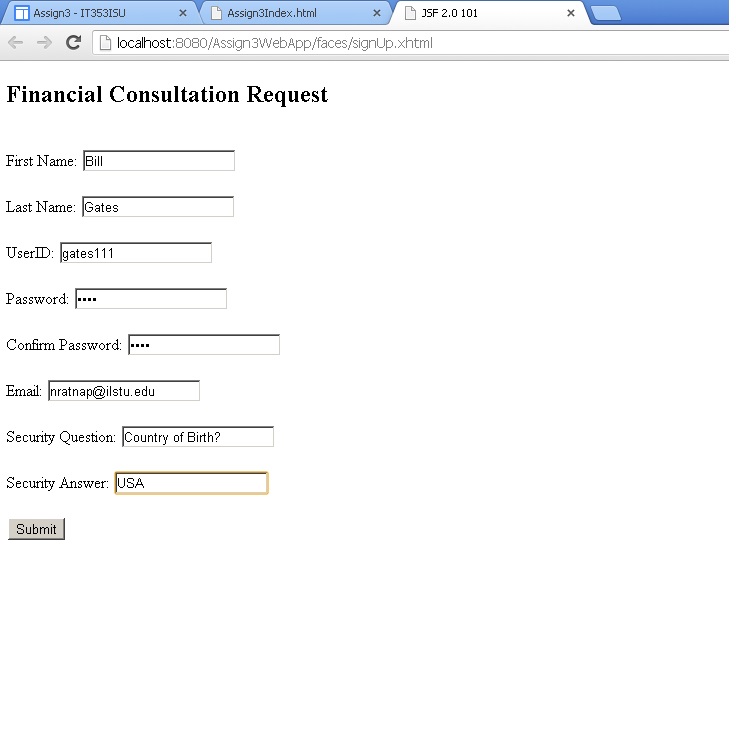 Assign3 - IT353ISU
Assign3Index.html
JSF 2.0 101
localhost:8080/Assign3WebApp/faces/signUp.xhtml
Financial Consultation Request
First Name: Bill
Last Name: Gates
UserID: gates111
Password: ••••
Confirm Password: ••••
Email: nratnap@ilstu.edu
Security Question: Country of Birth?
Security Answer: USA
Submit